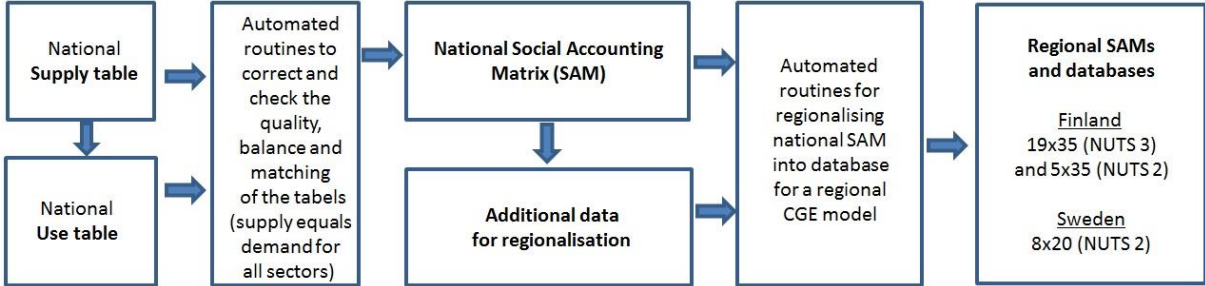 National
Supply table
National
Use table
Automated
routines to
correct and
check the
quality,
balance and
matching
of the tabels
(supply equals
demand for
all sectors)
National Social Accounting
Matrix (SAM)
Additional data
for regionalisation
Automated
routines for
regionalising
national SAM
into database
for a regional
CGE model
Regional SAMs
and databases
Finland
19x35 (NUTS 3)
and 5x35 (NUTS 2)
Sweden
8x20 (NUTS 2)